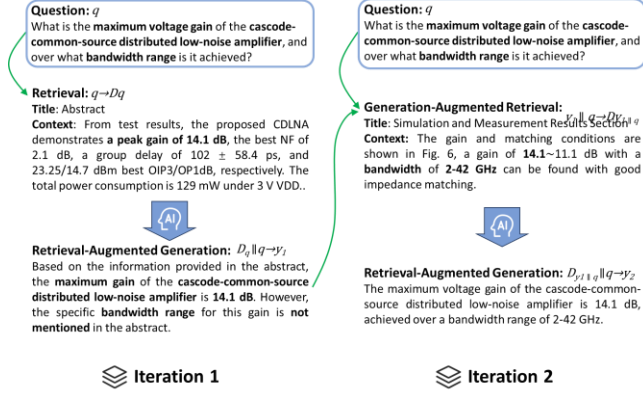 Question: q
What is the maximum voltage gain of the cascode-
common-source distributed low-noise amplifier, and
over what bandwidth range is it achieved?
Retrieval: q→Dq
Title: Abstract
Context: From test results, the proposed CDLNA
demonstrates a peak gain of 14.1 dB, the best NF of
2.1 dB, a group delay of 102 ± 58.4 ps, and
23.25/14.7 dBm best OIP3/OP1dB, respectively. The
total power consumption is 129 mW under 3 V VDD..
AI
Retrieval-Augmented Generation: Dq||q→y1
Based on the information provided in the abstract,
the maximum gain of the cascode-common-source
distributed low-noise amplifier is 14.1 dB. However,
the specific bandwidth range for this gain is not
mentioned in the abstract.
Iteration 1
Question: q
What is the maximum voltage gain of the cascode-
common-source distributed low-noise amplifier, and
over what bandwidth range is it achieved?
Generation-Augmented Retrieval:
y1||q→Dy1||q
Title: Simulation and Measurement Results Section
Context: The gain and matching conditions are
shown in Fig. 6, a gain of 14.1~11.1 dB with a
bandwidth of 2-42 GHz can be found with good
impedance matching.
AI
Retrieval-Augmented Generation: Dy1||q||q→y2
The maximum voltage gain of the cascode-common-
source distributed low-noise amplifier is 14.1 dB,
achieved over a bandwidth range of 2-42 GHz.
Iteration 2